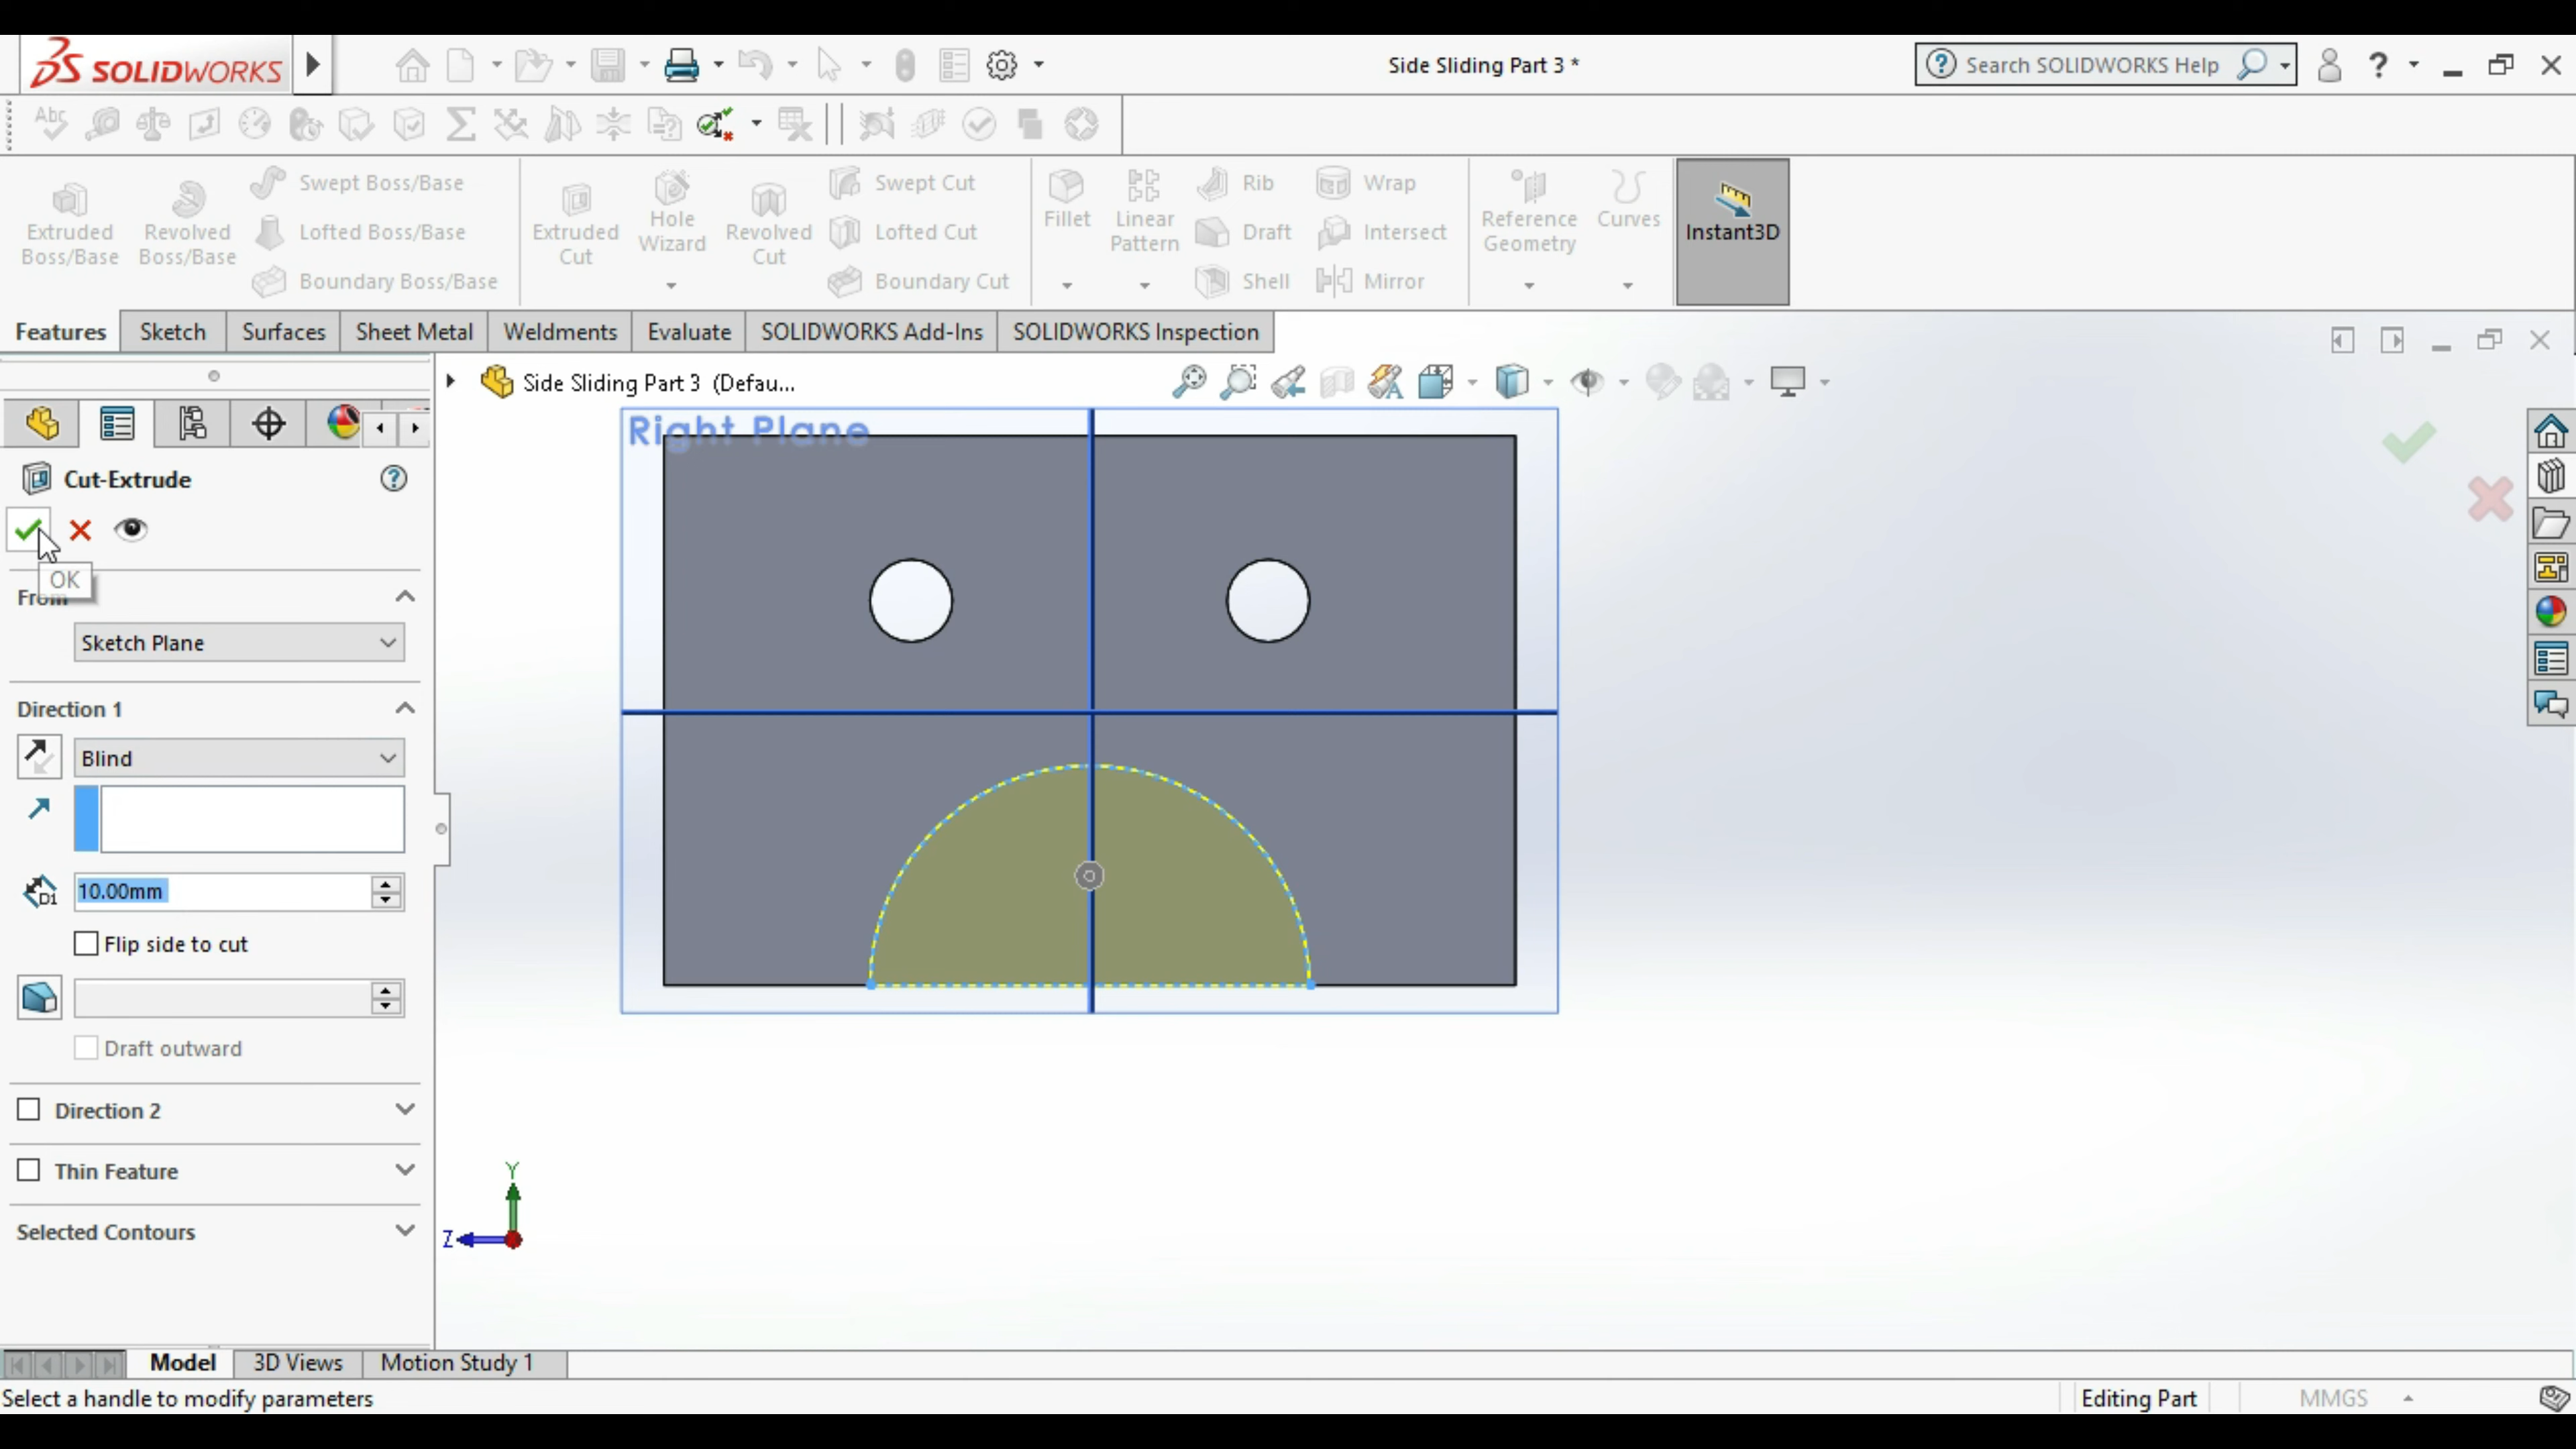 SOLIDWORKS
Side Sliding Part 3 *
Search SOLIDWORKS Help
Extruded Boss/Base
Revolved Boss/Base
Swept Boss/Base
Lofted Boss/Base
Boundary Boss/Base
Extruded Cut
Hole Wizard
Revolved Cut
Swept Cut
Lofted Cut
Boundary Cut
Fillet
Linear Pattern
Rib
Draft
Shell
Wrap
Intersect
Mirror
Reference Geometry
Curves
Instant3D
Features
Sketch
Surfaces
Sheet Metal
Weldments
Evaluate
SOLIDWORKS Add-Ins
SOLIDWORKS Inspection
Side Sliding Part 3 (Defau...
Right Plane
Cut-Extrude
OK
From
Sketch Plane
Direction 1
Blind
D1
10.00mm
Flip side to cut
Draft outward
Direction 2
Thin Feature
Selected Contours
Y
Z
Model
3D Views
Motion Study 1
Select a handle to modify parameters
Editing Part
MMGS